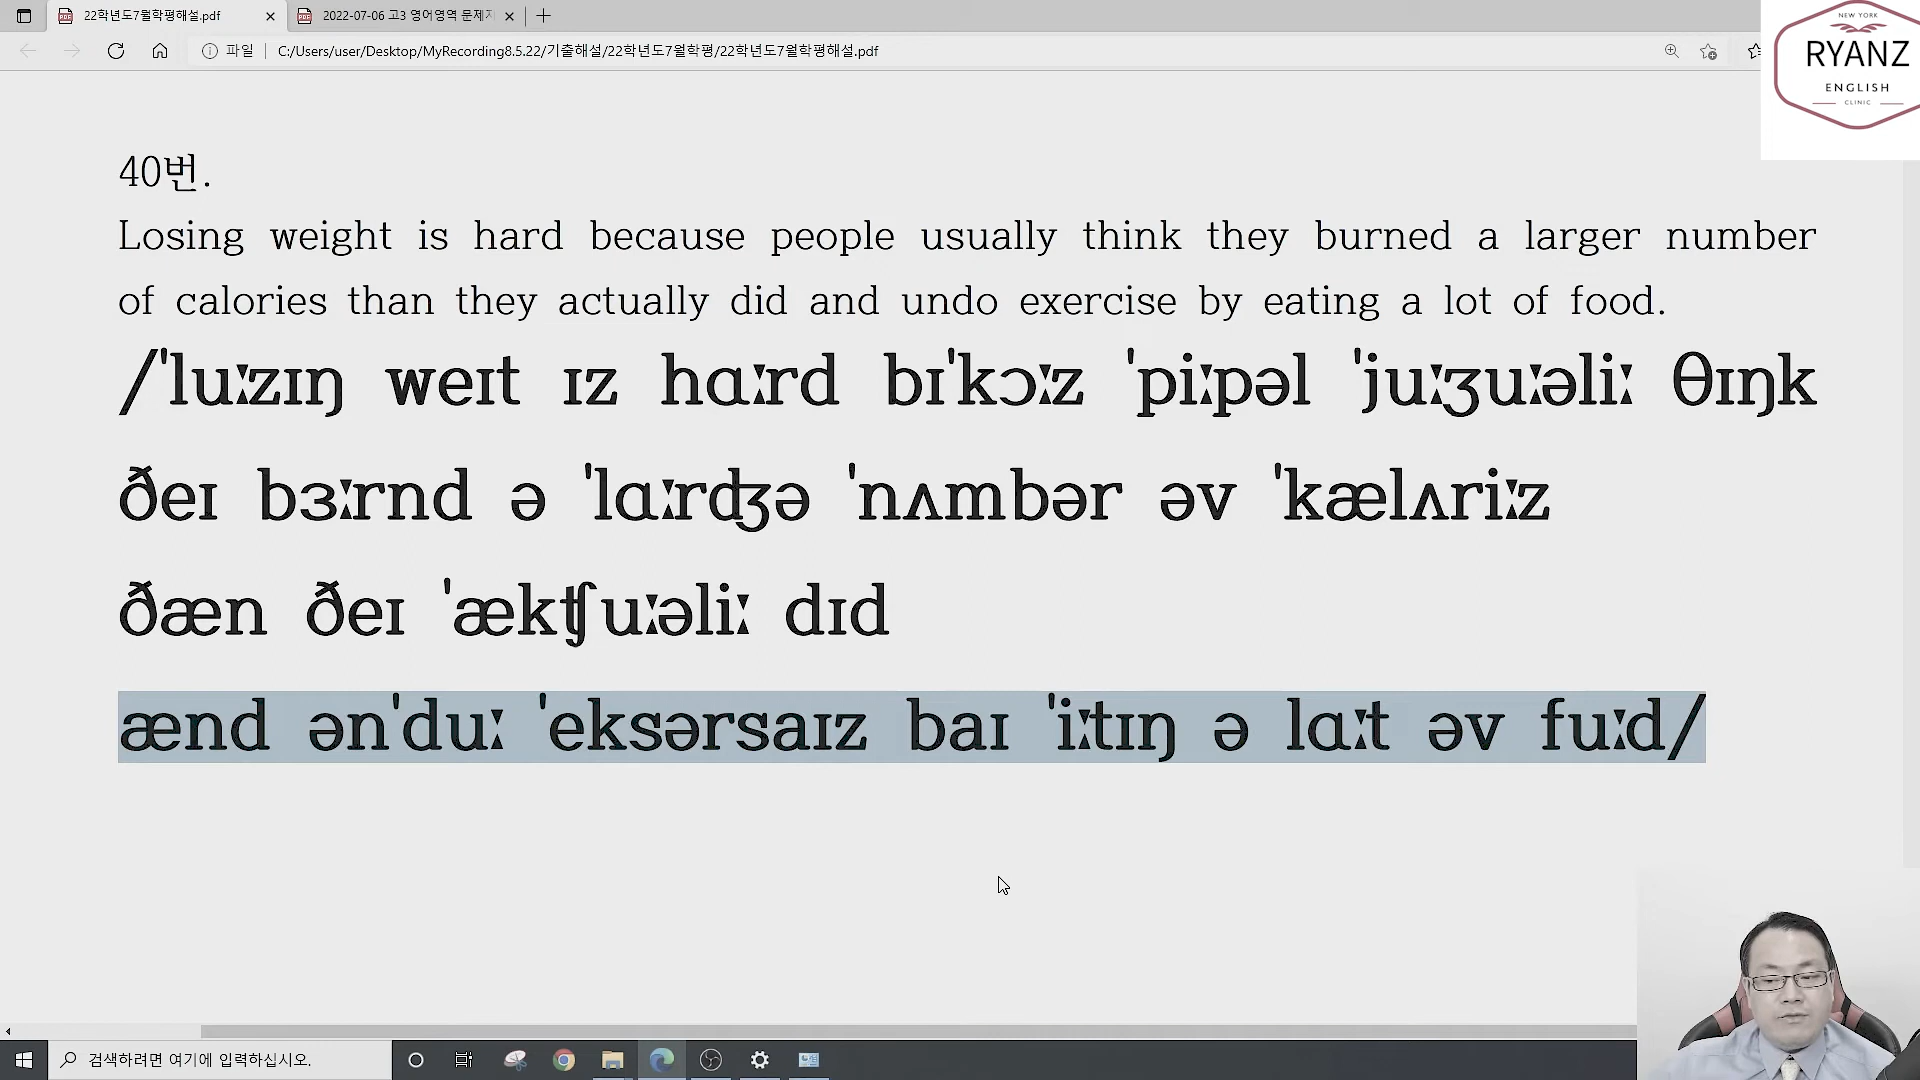 22학년도7월학평해설.pdf
2022-07-06 고3 영어영역 문제지
파일
C:/Users/user/Desktop/MyRecording8.5.22/기출해설/22학년도7월학평/22학년도7월학평해설.pdf
NEW YORK
RYANZ
ENGLISH
CLINIC
40번.
Losing weight is hard because people usually think they burned a larger number
of calories than they actually did and undo exercise by eating a lot of food.
/ˈluːzɪŋ weɪt ɪz hɑːrd bɪˈkɔːz ˈpiːpəl ˈjuːʒuːəliː θɪŋk
ðeɪ bɜːrnd ə ˈlɑːrʤə ˈnʌmbər əv ˈkælʌriːz
ðæn ðeɪ ˈækʧuːəliː dɪd
ænd ənˈduː ˈeksərsaɪz baɪ ˈiːtɪŋ ə lɑːt əv fuːd/
검색하려면 여기에 입력하십시오.